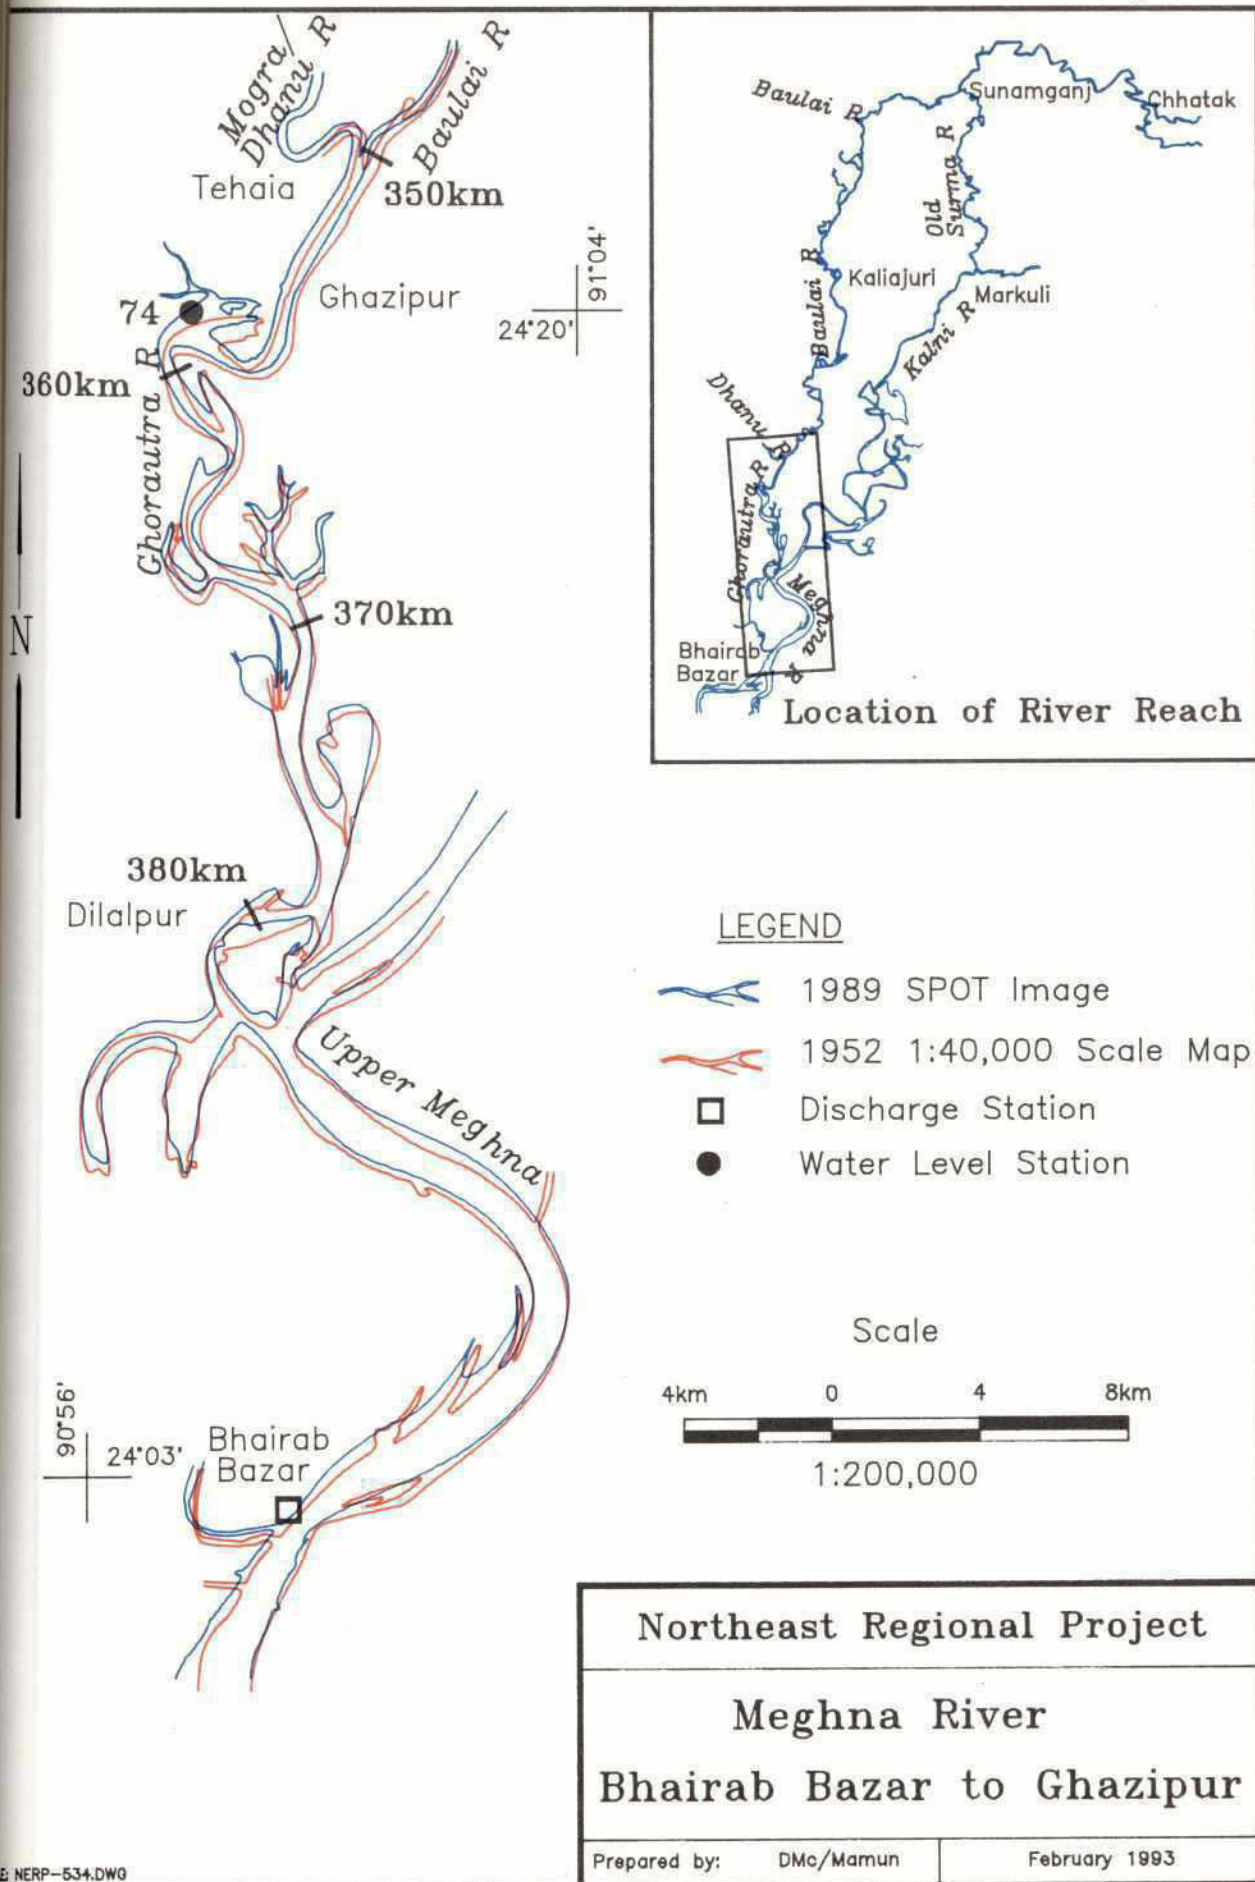 Mogra/
Dhanu R
Baulai R
Tehaia
350km
Ghazipur
91°04'
24°20'
74
360km
Ghorautra R
370km
N
380km
Dilalpur
Upper Meghna
90°56'
24°03'
Bhairab
Bazar
Baulai R
Sunamganj
Chhatak
Old
Surma R
Baulai R
Kaliajuri
Markuli
Kalni R
Dhanu R
Ghorautra R
Meghna R
Bhairab
Bazar
Location of River Reach
LEGEND
1989 SPOT Image
1952 1:40,000 Scale Map
Discharge Station
Water Level Station
Scale
4km 0 4 8km
1:200,000
Northeast Regional Project
Meghna River
Bhairab Bazar to Ghazipur
Prepared by: DMc/Mamun February 1993
NERP-534.DWG